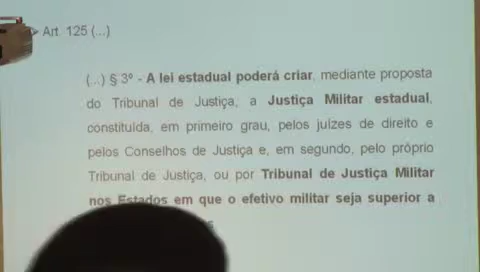 Art. 125 (...)
(...) § 3º - A lei estadual poderá criar, mediante proposta
do Tribunal de Justiça, a Justiça Militar estadual,
constituída, em primeiro grau, pelos juízes de direito e
pelos Conselhos de Justiça e, em segundo, pelo próprio
Tribunal de Justiça, ou por Tribunal de Justiça Militar
nos Estados em que o efetivo militar seja superior a